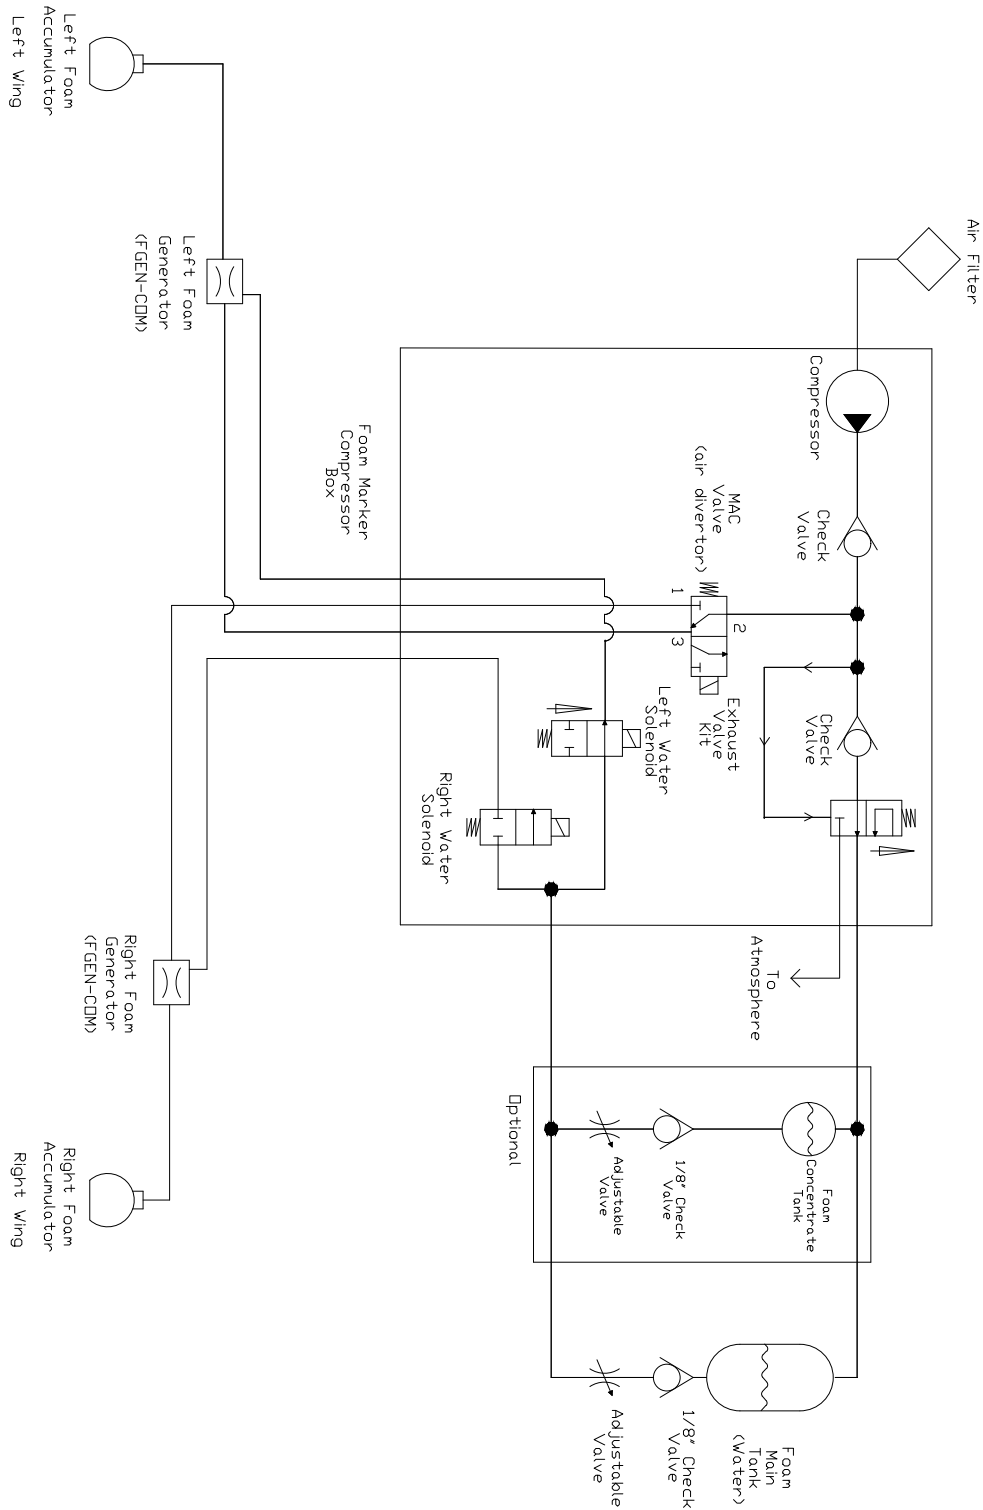 Air Filter
Compressor
Check
Valve
MAC
Valve
(air divertor)
1
2
3
Exhaust
Valve
Kit
Check
Valve
Left Water
Solenoid
Right Water
Solenoid
Foam Marker
Compressor
Box
To
Atmosphere
Left Foam
Accumulator
Left Wing
Left Foam
Generator
(FGEN-COM)
Right Foam
Generator
(FGEN-COM)
Right Foam
Accumulator
Right Wing
Optional
Foam
Concentrate
Tank
1/8" Check
Valve
Adjustable
Valve
Foam
Main
Tank
(Water)
1/8" Check
Valve
Adjustable
Valve